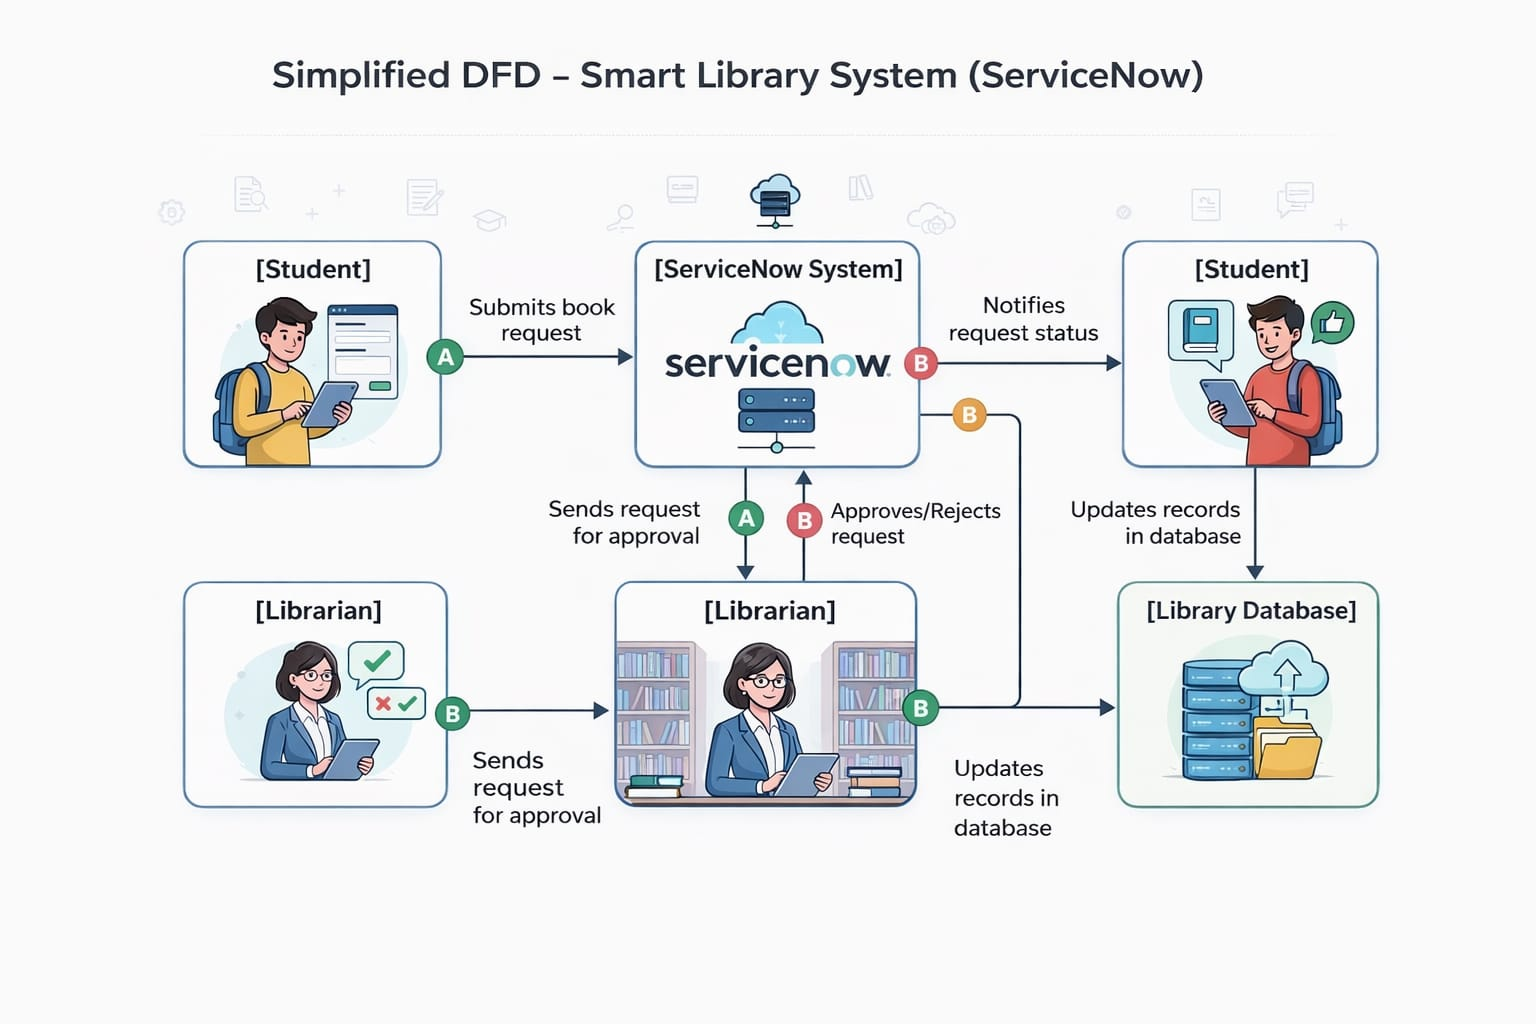 Simplified DFD – Smart Library System (ServiceNow)
[Student]
Submits book
request
A
[ServiceNow System]
servicenow.
B
Notifies
request status
[Student]
B
Sends request
for approval
A
B
Approves/Rejects
request
Updates records
in database
[Librarian]
B
Sends
request
for approval
[Librarian]
B
Updates
records in
database
[Library Database]